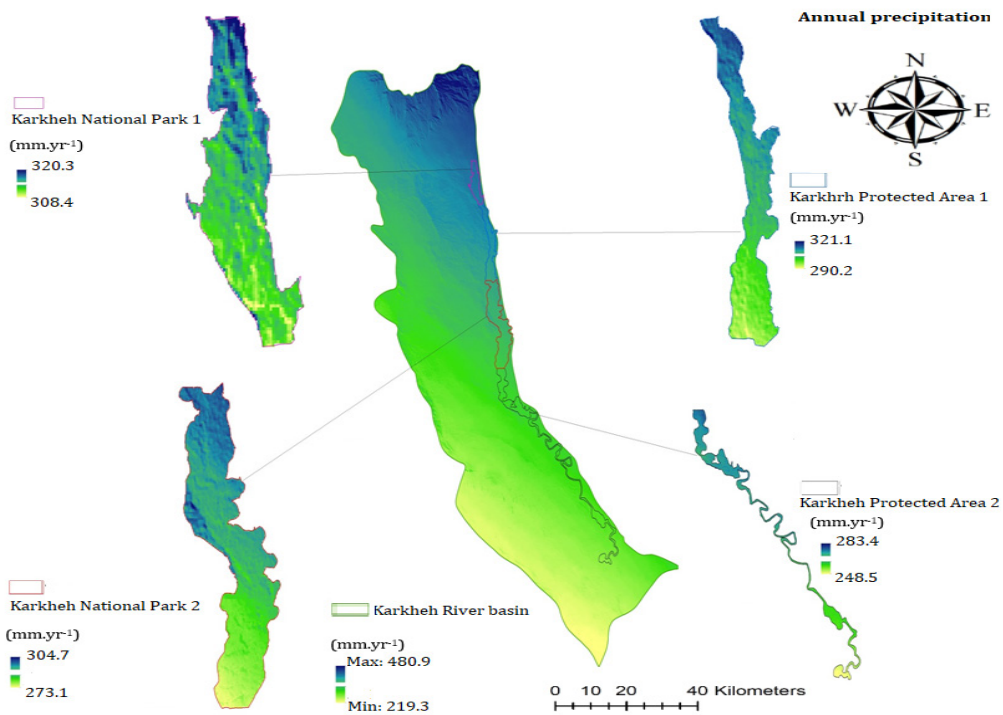 Annual precipitation
N
W E
S
Karkheh National Park 1
(mm.yr⁻¹)
320.3
308.4
Karkhrh Protected Area 1
(mm.yr⁻¹)
321.1
290.2
Karkheh Protected Area 2
(mm.yr⁻¹)
283.4
248.5
Karkheh National Park 2
(mm.yr⁻¹)
304.7
273.1
Karkheh River basin
(mm.yr⁻¹)
Max: 480.9
Min: 219.3
0 10 20 40 Kilometers